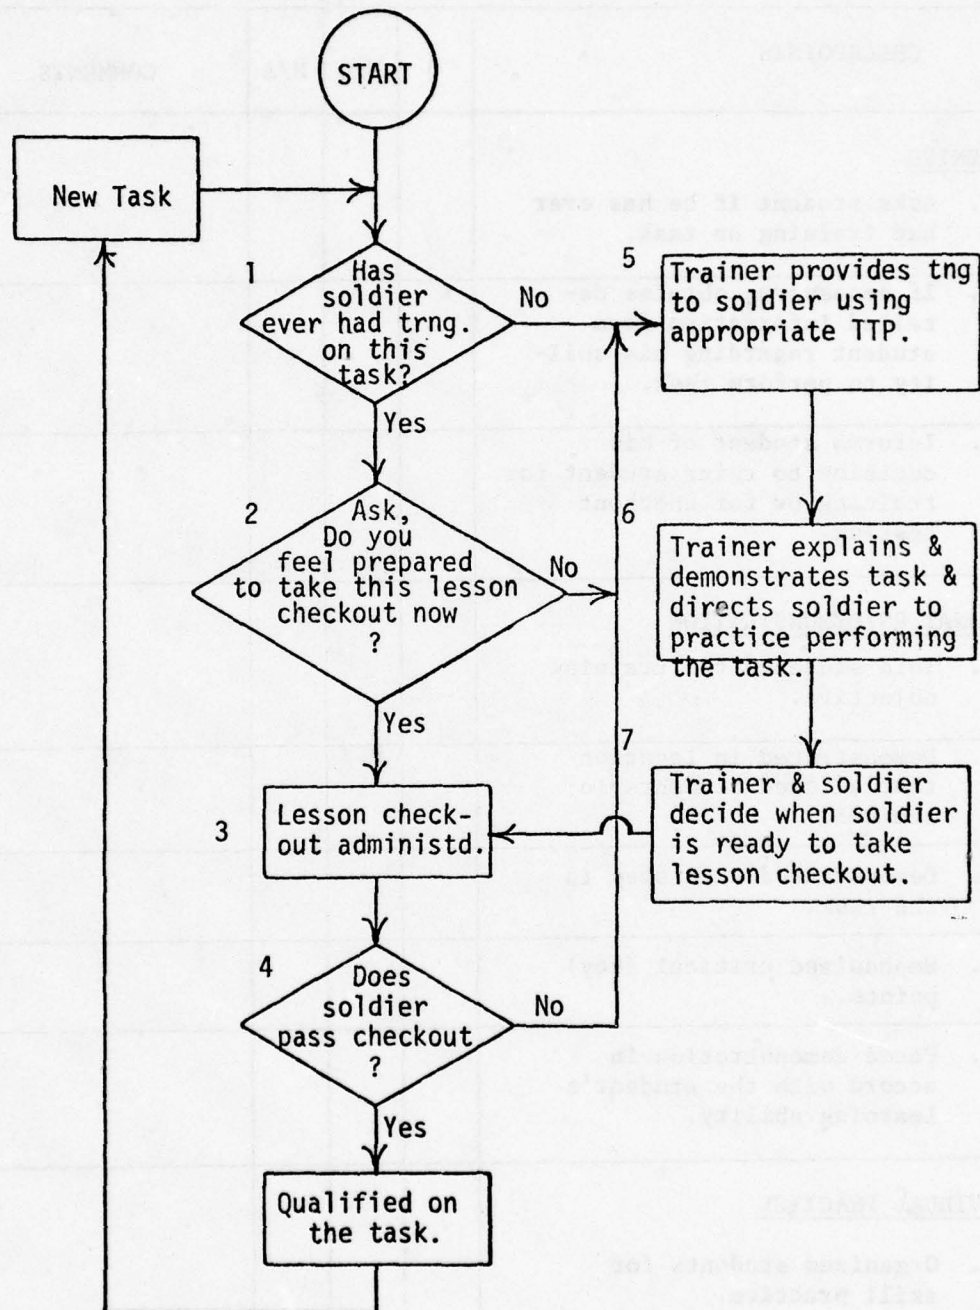 START
New Task
1
Has
soldier
ever had trng.
on this
task?
No
Yes
5
Trainer provides tng
to soldier using
apppopriate TTP.
2
Ask,
Do you
feel prepared
to take this lesson
checkout now
?
No
Yes
6
Trainer explains &
demonstrates task &
directs soldier to
practice performing
the task.
7
Trainer & soldier
decide when soldier
is ready to take
lesson checkout.
3
Lesson check-
out administd.
4
Does
soldier
pass checkout
?
No
Yes
Qualified on
the task.